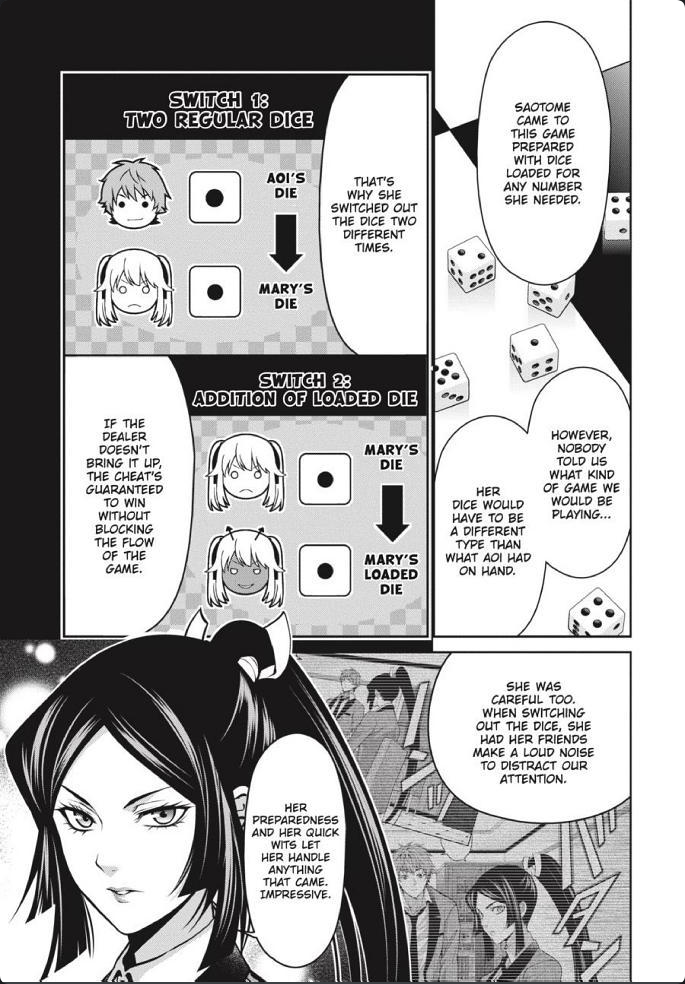 SAOTOME
CAME TO
THIS GAME
PREPARED
WITH DICE
LOADED FOR
ANY NUMBER
SHE NEEDED.
HOWEVER,
NOBODY
TOLD US
WHAT KIND
OF GAME WE
WOULD BE
PLAYING...
HER
DICE WOULD
HAVE TO BE
A DIFFERENT
TYPE THAN
WHAT AOI HAD
ON HAND.
THAT'S
WHY SHE
SWITCHED OUT
THE DICE TWO
DIFFERENT
TIMES.
SWITCH 1:
TWO REGULAR DICE
AOI'S
DIE
MARY'S
DIE
SWITCH 2:
ADDITION OF LOADED DIE
MARY'S
DIE
MARY'S
LOADED
DIE
IF THE
DEALER
DOESN'T
BRING IT UP,
THE CHEAT'S
GUARANTEED
TO WIN
WITHOUT
BLOCKING
THE FLOW
OF THE
GAME.
SHE WAS
CAREFUL TOO.
WHEN SWITCHING
OUT THE DICE, SHE
HAD HER FRIENDS
MAKE A LOUD NOISE
TO DISTRACT OUR
ATTENTION.
HER
PREPAREDNESS
AND HER QUICK
WITS LET
HER HANDLE
ANYTHING
THAT CAME.
IMPRESSIVE.